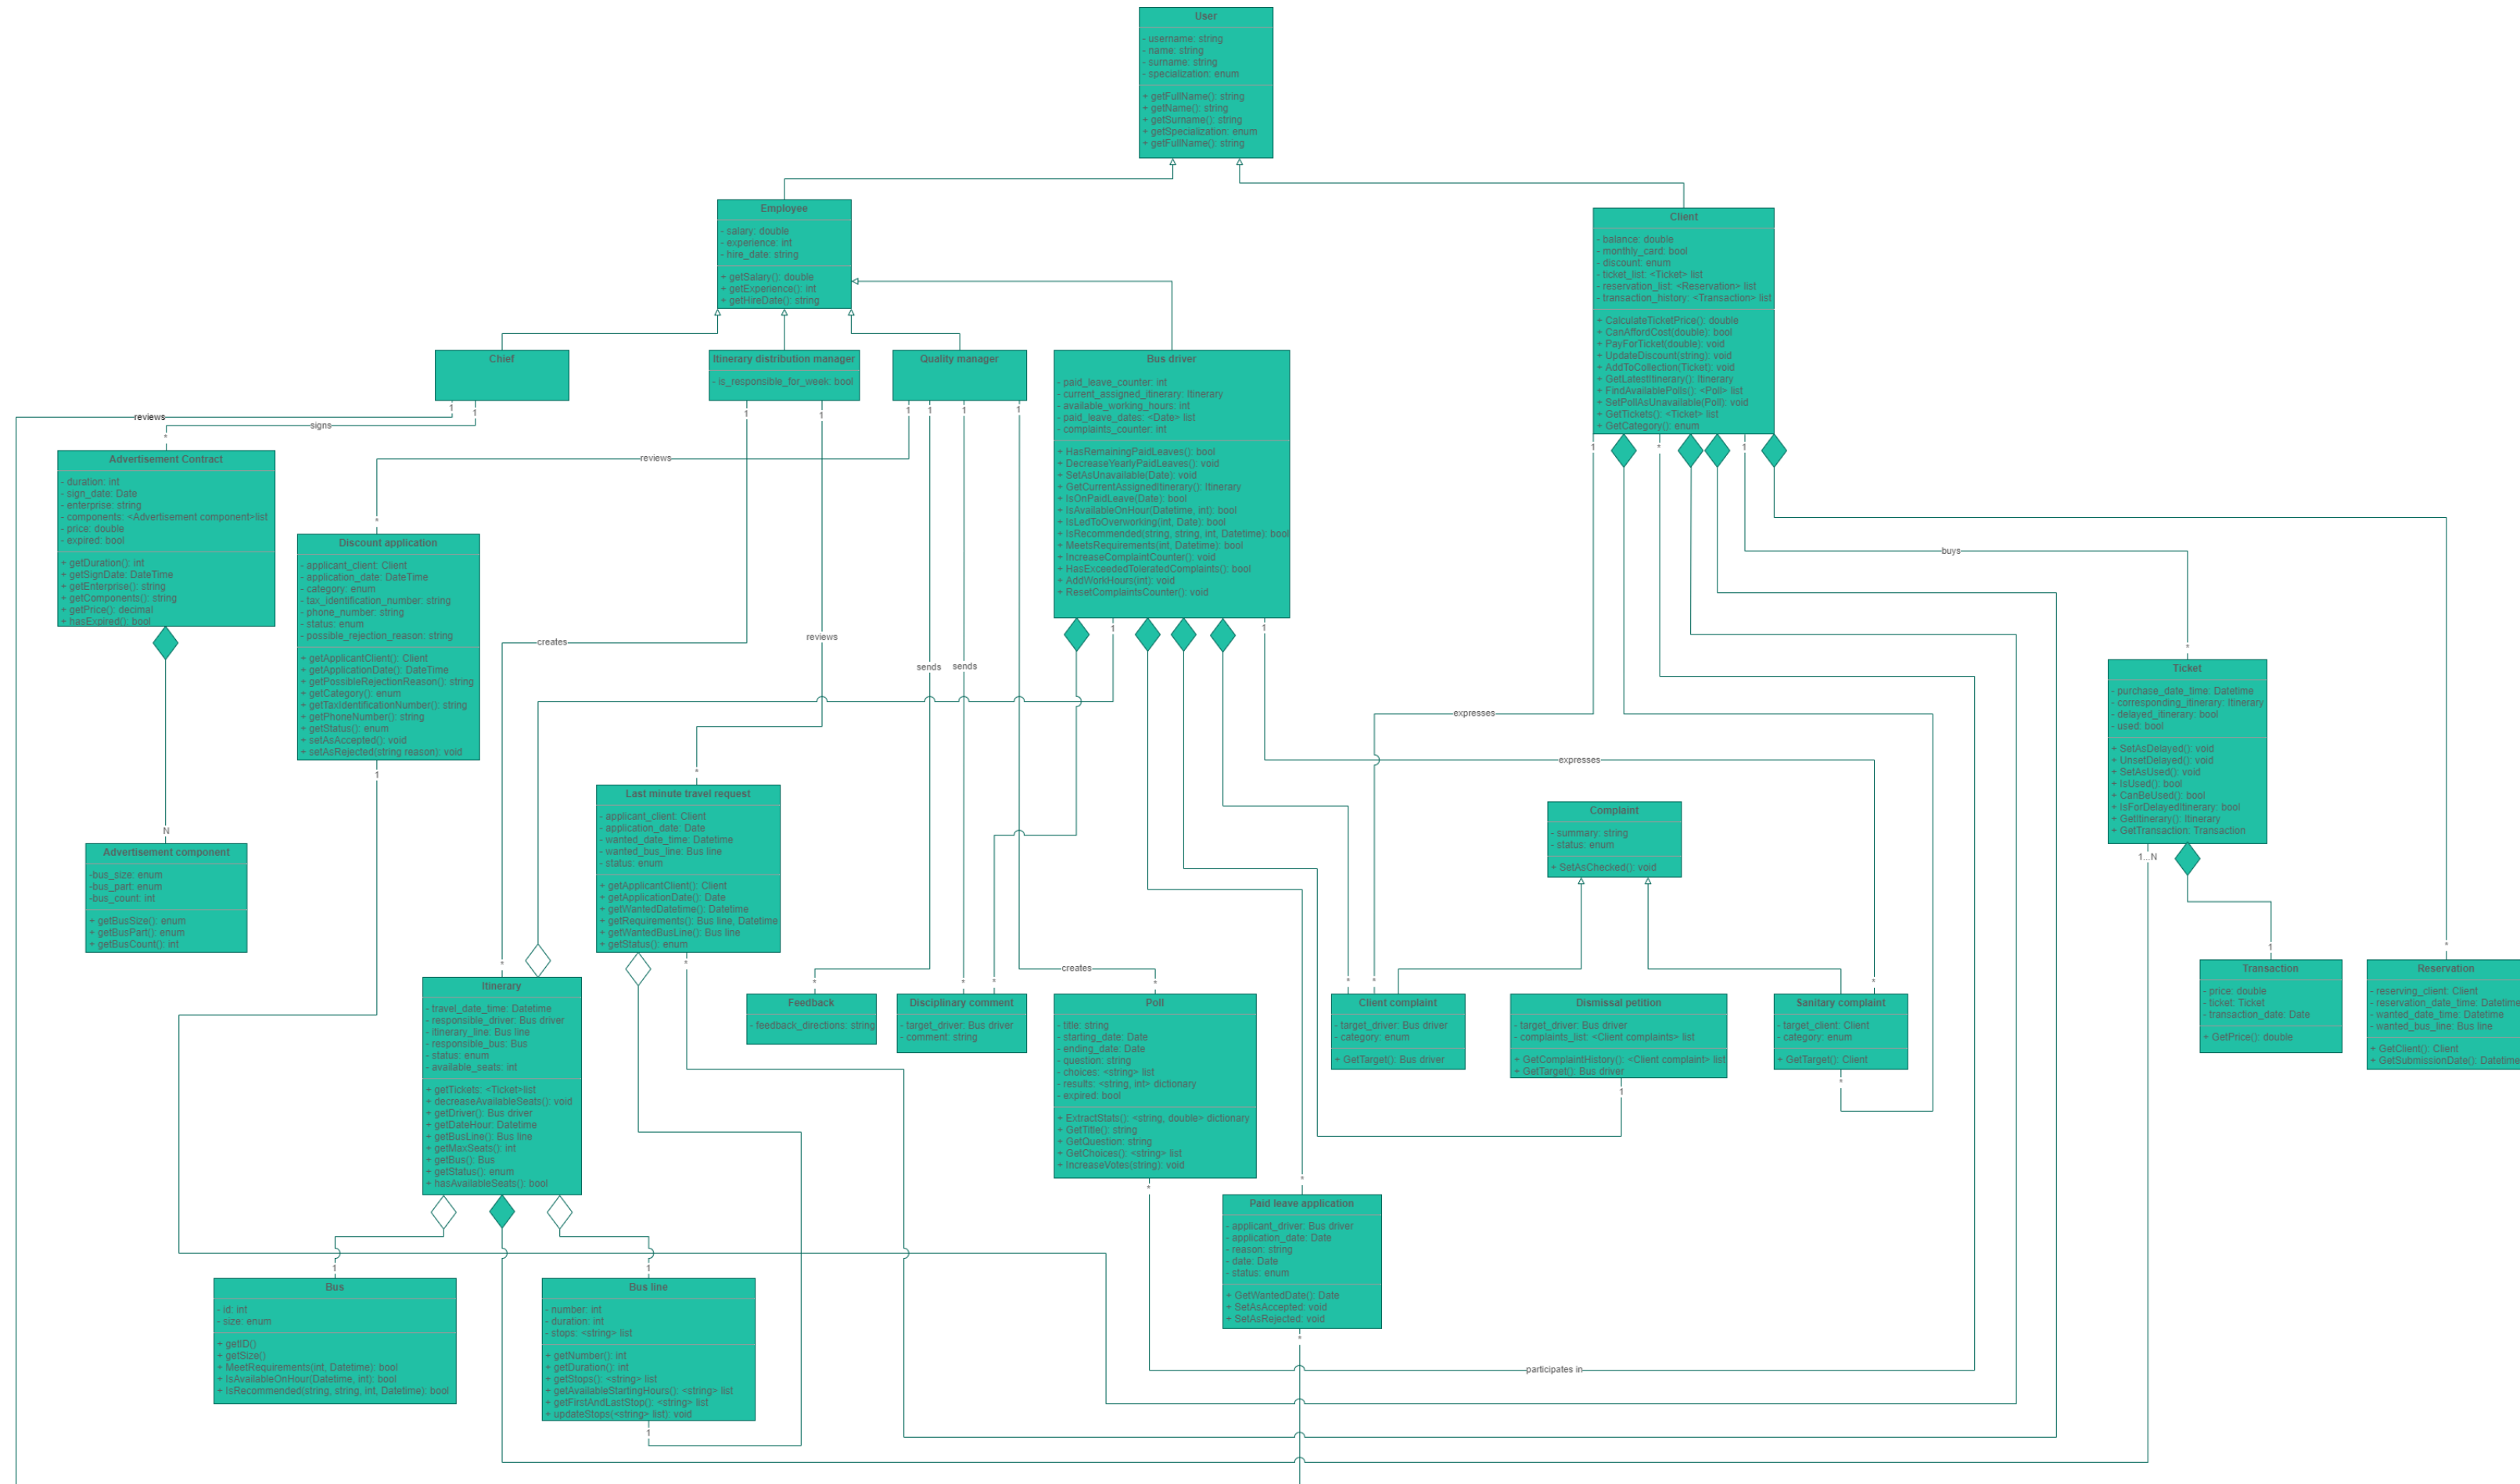 User
- username: string
- name: string
- surname: string
- specialization: enum
+ getFullName(): string
+ getName(): string
+ getSurname(): string
+ getSpecialization: enum
+ getFullName(): string
Employee
- salary: double
- experience: int
- hire_date: string
+ getSalary(): double
+ getExperience(): int
+ getHireDate(): string
Client
- balance: double
- monthly_card: bool
- discount: enum
- ticket_list: <Ticket> list
- reservation_list: <Reservation> list
- transaction_history: <Transaction> list
+ CalculateTicketPrice(): double
+ CanAffordCost(double): bool
+ PayForTicket(double): void
+ UpdateDiscount(string): void
+ AddToCollection(Ticket): void
+ GetLatestItinerary(): Itinerary
+ FindAvailablePolls(): <Poll> list
+ SetPollAsUnavailable(Poll): void
+ GetTickets(): <Ticket> list
+ GetCategory(): enum
Chief
Itinerary distribution manager
- is_responsible_for_week: bool
Quality manager
Bus driver
- paid_leave_counter: int
- current_assigned_itinerary: Itinerary
- available_working_hours: int
- paid_leave_dates: <Date> list
- complaints_counter: int
+ HasRemainingPaidLeaves(): bool
+ DecreaseYearlyPaidLeaves(): void
+ SetAsUnavailable(Date): void
+ GetCurrentAssignedItinerary(): Itinerary
+ IsOnPaidLeave(Date): bool
+ IsAvailableOnHour(Datetime, int): bool
+ IsLedToOverworking(int, Date): bool
+ IsRecommended(string, string, int, Datetime): bool
+ MeetsRequirements(int, Datetime): bool
+ IncreaseComplaintCounter(): void
+ HasExceededToleratedComplaints(): bool
+ AddWorkHours(int): void
+ ResetComplaintsCounter(): void
1
1
reviews
signs
*
1
1
1
1
1
1
1
*
1
Advertisement Contract
- duration: int
- sign_date: Date
- enterprise: string
- components: <Advertisement component>list
- price: double
- expired: bool
+ getDuration(): int
+ getSignDate: DateTime
+ getEnterprise(): string
+ getComponents(): string
+ getPrice(): decimal
+ hasExpired(): bool
reviews
*
Discount application
- applicant_client: Client
- application_date: DateTime
- category: enum
- tax_identification_number: string
- phone_number: string
- status: enum
- possible_rejection_reason: string
+ getApplicantClient(): Client
+ getApplicationDate(): DateTime
+ getPossibleRejectionReason(): string
+ getCategory(): enum
+ getTaxIdentificationNumber(): string
+ getPhoneNumber(): string
+ getStatus(): enum
+ setAsAccepted(): void
+ setAsRejected(string reason): void
1
buys
creates
reviews
sends
sends
1
1
*
Ticket
- purchase_date_time: Datetime
- corresponding_itinerary: Itinerary
- delayed_itinerary: bool
- used: bool
+ SetAsDelayed(): void
+ UnsetDelayed(): void
+ SetAsUsed(): void
+ IsUsed(): bool
+ CanBeUsed(): bool
+ IsForDelayedItinerary: bool
+ GetItinerary(): Itinerary
+ GetTransaction: Transaction
expresses
expresses
*
Last minute travel request
- applicant_client: Client
- application_date: Date
- wanted_date_time: Datetime
- wanted_bus_line: Bus line
- status: enum
+ getApplicantClient(): Client
+ getApplicationDate(): Date
+ getWantedDatetime(): Datetime
+ getRequirements(): Bus line, Datetime
+ getWantedBusLine(): Bus line
+ getStatus(): enum
Complaint
- summary: string
- status: enum
+ SetAsChecked(): void
N
Advertisement component
-bus_size: enum
-bus_part: enum
-bus_count: int
+ getBusSize(): enum
+ getBusPart(): enum
+ getBusCount(): int
1...N
1
*
*
*
creates
*
*
*
*
*
*
*
Itinerary
- travel_date_time: Datetime
- responsible_driver: Bus driver
- Itinerary_line: Bus line
- responsible_bus: Bus
- status: enum
- available_seats: int
+ getTickets: <Ticket>list
+ decreaseAvailableSeats(): void
+ getDriver(): Bus driver
+ getDateHour: Datetime
+ getBusLine(): Bus line
+ getMaxSeats(): int
+ getBus(): Bus
+ getStatus(): enum
+ hasAvailableSeats(): bool
Feedback
- feedback_directions: string
Disciplinary comment
- target_driver: Bus driver
- comment: string
Poll
- title: string
- starting_date: Date
- ending_date: Date
- question: string
- choices: <string> list
- results: <string, int> dictionary
- expired: bool
+ ExtractStats(): <string, double> dictionary
+ GetTitle(): string
+ GetQuestion: string
+ GetChoices(): <string> list
+ IncreaseVotes(string): void
Client complaint
- target_driver: Bus driver
- category: enum
+ GetTarget(): Bus driver
Dismissal petition
- target_driver: Bus driver
- complaints_list: <Client complaints> list
+ GetComplaintHistory(): <Client complaint> list
+ GetTarget(): Bus driver
Sanitary complaint
- target_client: Client
- category: enum
+ GetTarget(): Client
Transaction
- price: double
- ticket: Ticket
- transaction_date: Date
+ GetPrice(): double
Reservation
- reserving_client: Client
- reservation_date_time: Datetime
- wanted_date_time: Datetime
- wanted_bus_line: Bus line
+ GetClient(): Client
+ GetSubmissionDate(): Datetime
1
*
*
*
Paid leave application
- applicant_driver: Bus driver
- application_date: Date
- reason: string
- date: Date
- status: enum
+ GetWantedDate(): Date
+ SetAsAccepted: void
+ SetAsRejected: void
1
1
*
Bus
- id: int
- size: enum
+ getID()
+ getSize()
+ MeetRequirements(int, Datetime): bool
+ IsAvailableOnHour(Datetime, int): bool
+ IsRecommended(string, string, int, Datetime): bool
Bus line
- number: int
- duration: int
- stops: <string> list
+ getNumber(): int
+ getDuration(): int
+ getStops(): <string> list
+ getAvailableStartingHours(): <string> list
+ getFirstAndLastStop(): <string> list
+ updateStops(<string> list): void
1
participates in